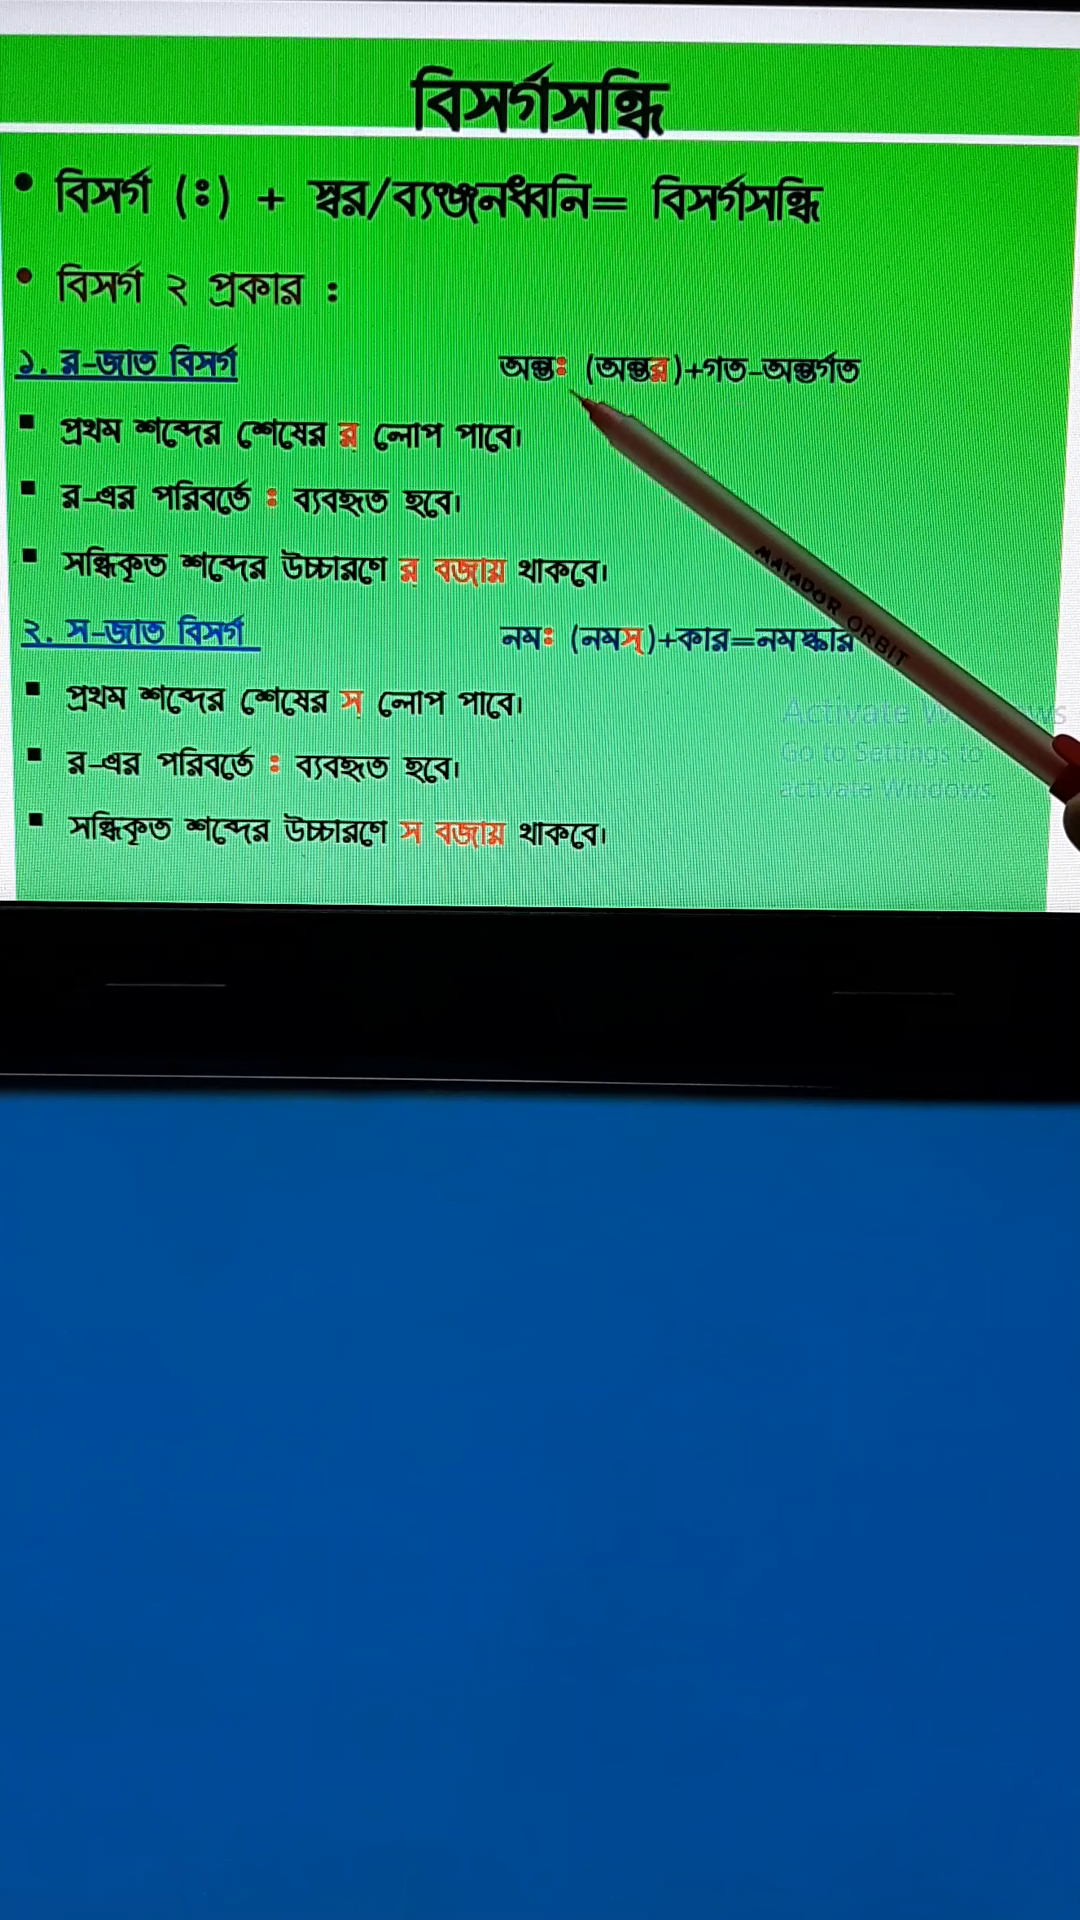 বিসর্গসন্ধি
• বিসর্গ (ঃ) + স্বর/ব্যঞ্জনধ্বনি= বিসর্গসন্ধি
• বিসর্গ ২ প্রকার :
১. র-জাত বিসর্গ অন্তঃ (অন্তর)+গত-অন্তর্গত
▪ প্রথম শব্দের শেষের র লোপ পাবে।
▪ র-এর পরিবর্তে ঃ ব্যবহৃত হবে।
▪ সন্ধিকৃত শব্দের উচ্চারণে র বজায় থাকবে।
২. স-জাত বিসর্গ নমঃ (নমস্)+কার=নমস্কার
▪ প্রথম শব্দের শেষের স লোপ পাবে।
▪ র-এর পরিবর্তে ঃ ব্যবহৃত হবে।
▪ সন্ধিকৃত শব্দের উচ্চারণে স বজায় থাকবে।
MATADOR ORBIT
Activate
Go to Settings to
activate Windows.